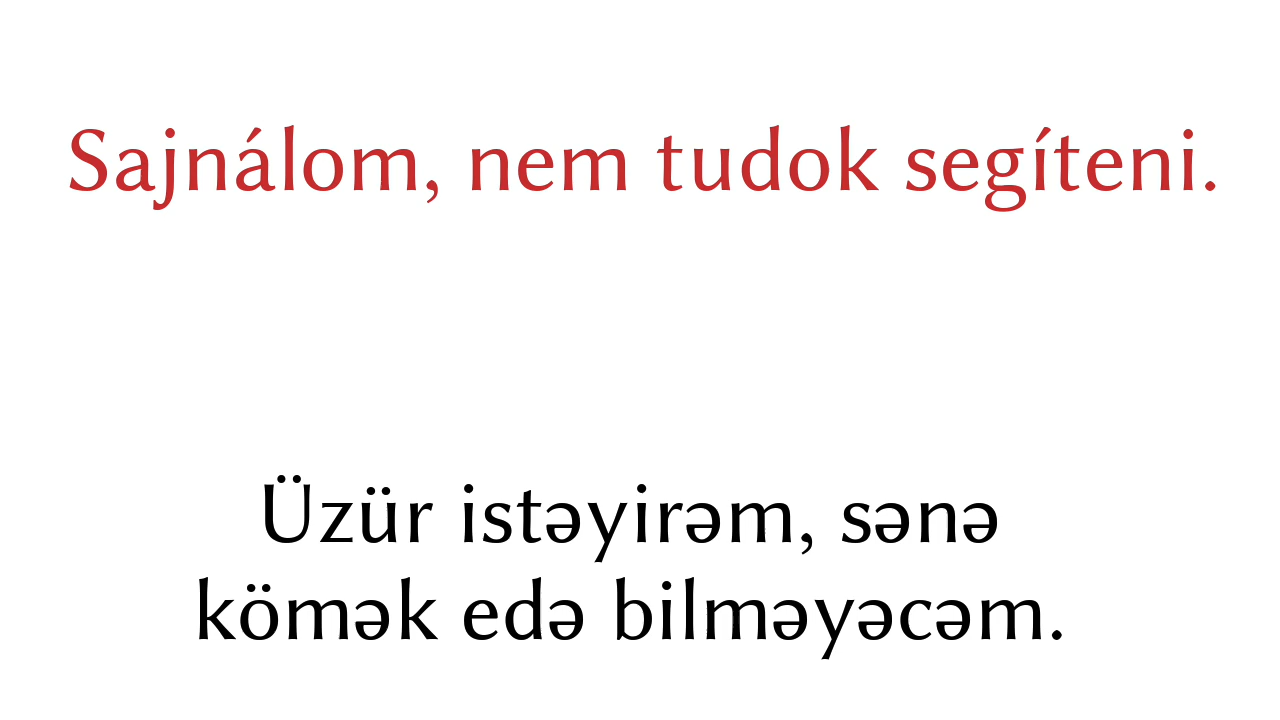 Sajnálom, nem tudok segíteni.
Üzür istəyirəm, sənə
kömək edə bilməyəcəm.